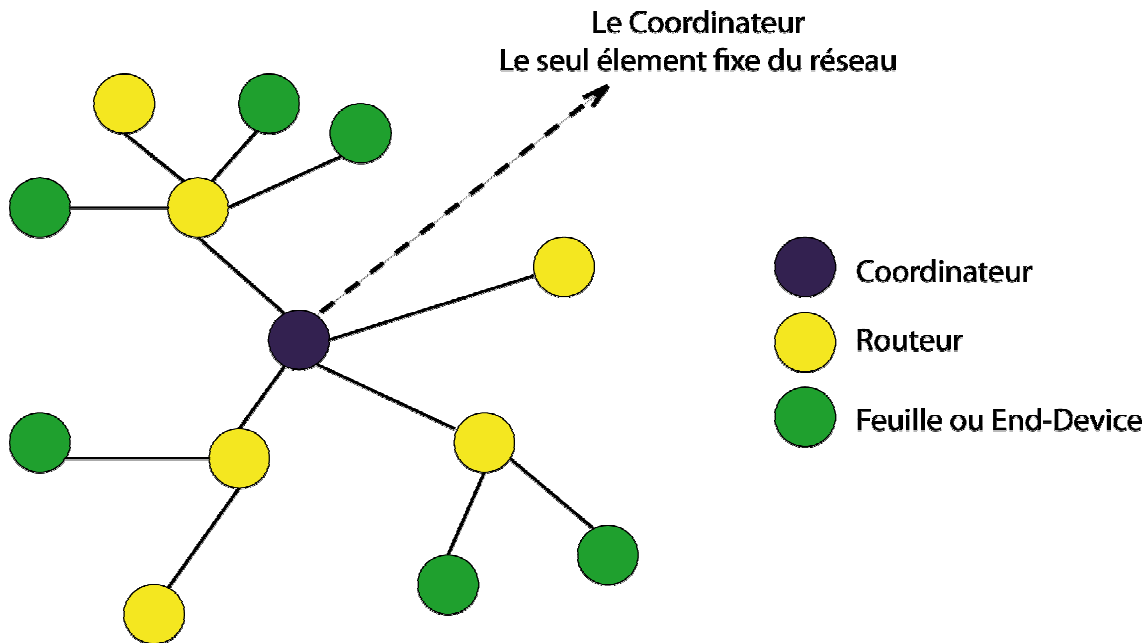 Le Coordinateur
Le seul élement fixe du réseau
Coordinateur
Routeur
Feuille ou End-Device